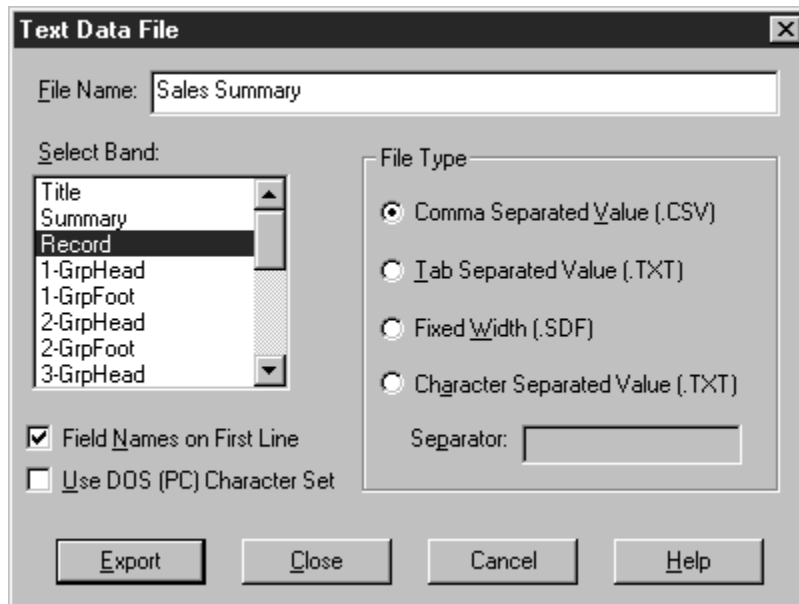 Text Data File
File Name: Sales Summary
Select Band:
Title
Summary
Record
1-GrpHead
1-GrpFoot
2-GrpHead
2-GrpFoot
3-GrpHead
Field Names on First Line
Use DOS (PC) Character Set
File Type
Comma Separated Value (.CSV)
Tab Separated Value (.TXT)
Fixed Width (.SDF)
Character Separated Value (.TXT)
Separator:
Export Close Cancel Help